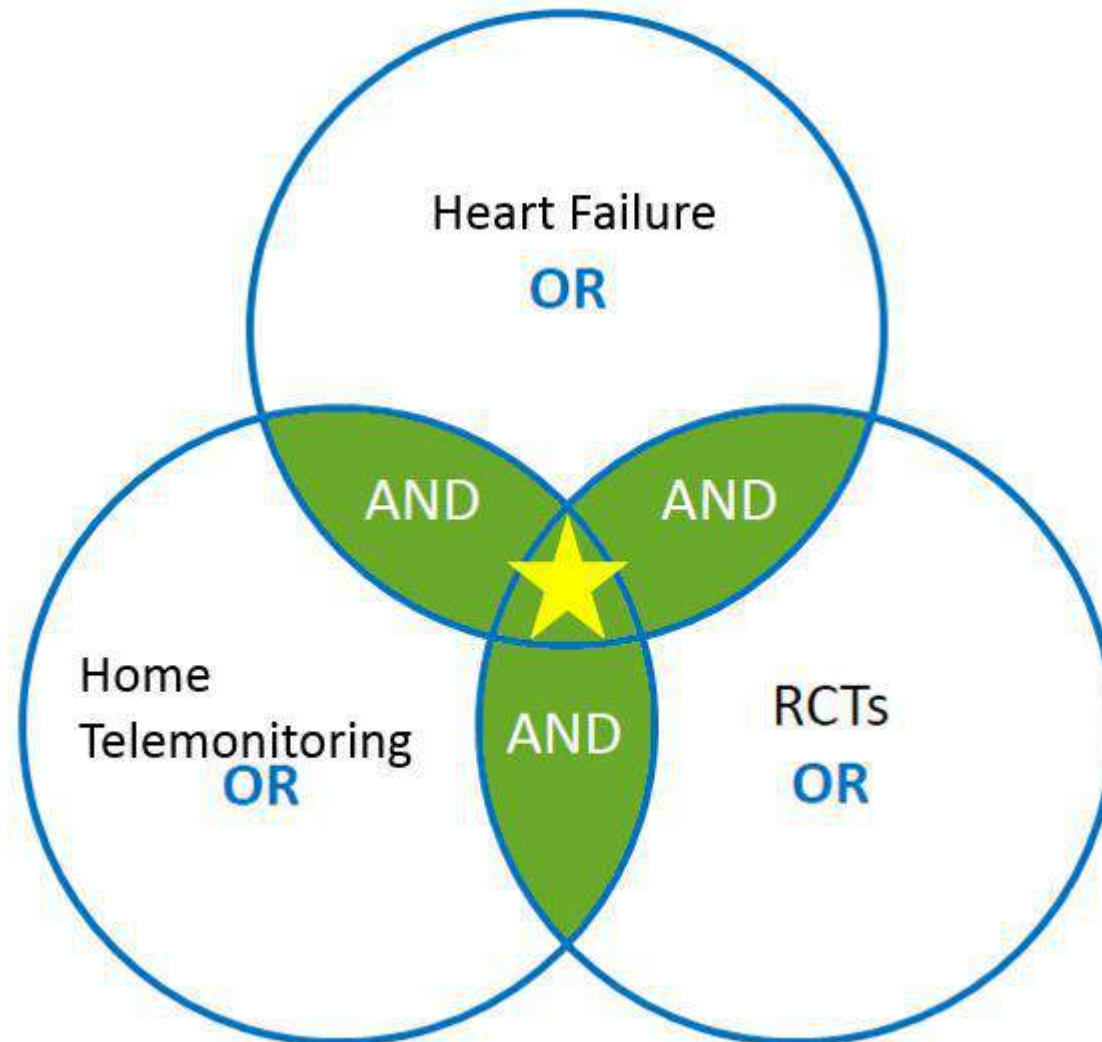 Heart Failure
OR
AND AND
Home
Telemonitoring
OR
AND
RCTs
OR